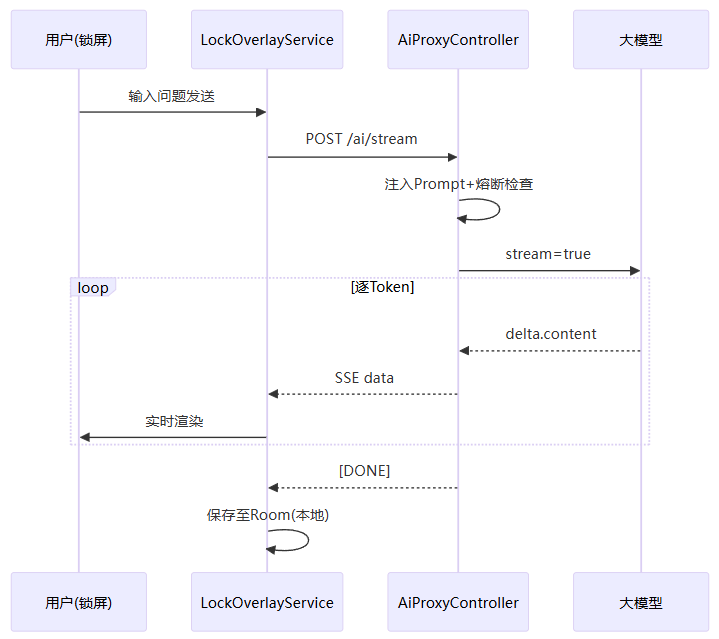 用户(锁屏)
LockOverlayService
AiProxyController
大模型
输入问题发送
POST /ai/stream
注入Prompt+熔断检查
stream=true
loop
[逐Token]
delta.content
SSE data
实时渲染
[DONE]
保存至Room(本地)
用户(锁屏)
LockOverlayService
AiProxyController
大模型